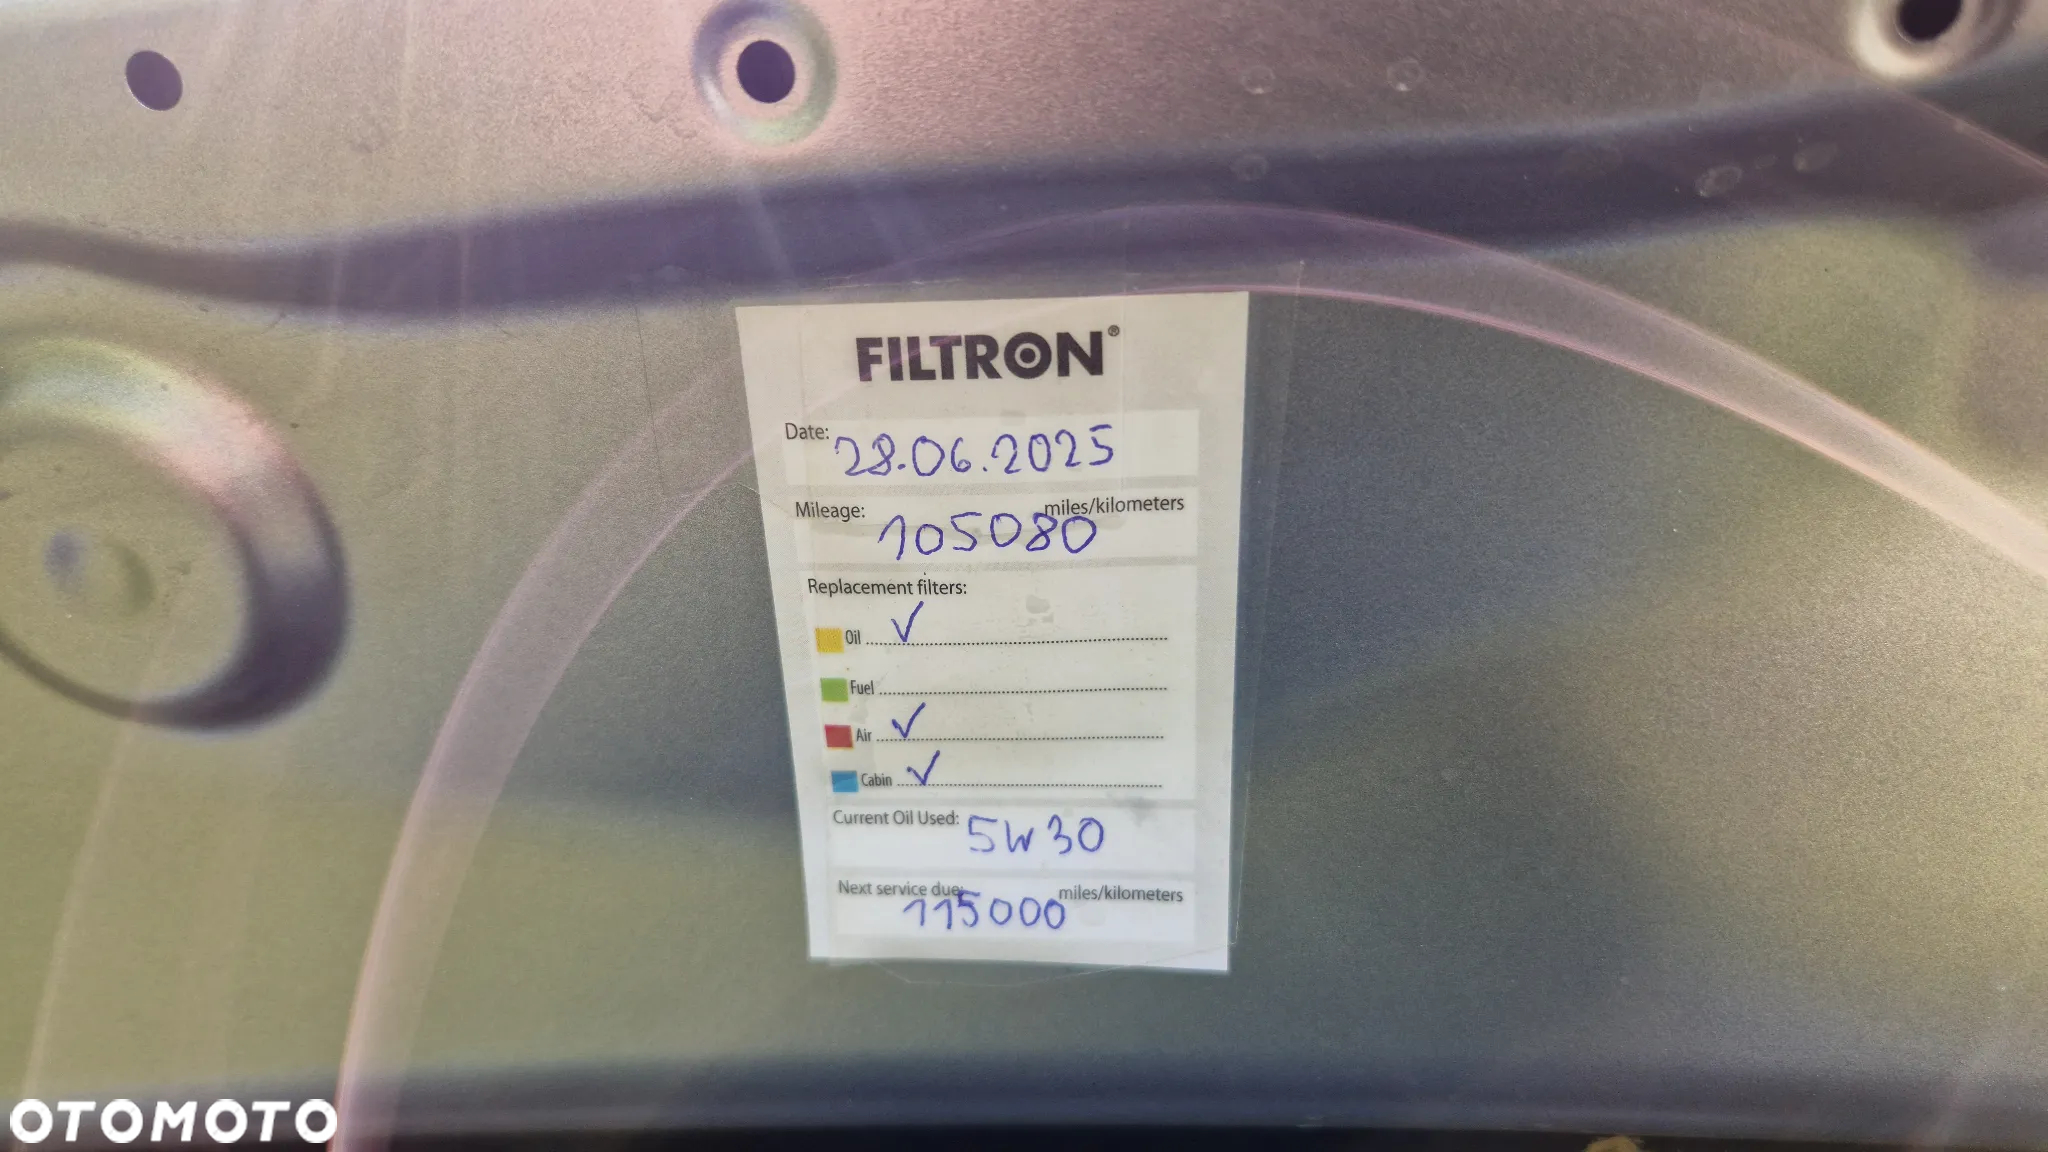 FILTRON®
Date: 28.06.2025
Mileage: 105080 miles/kilometers
Replacement filters:
Oil ✓
Fuel
Air ✓
Cabin ✓
Current Oil Used: 5W30
Next service due: 115000 miles/kilometers
OTOMOTO